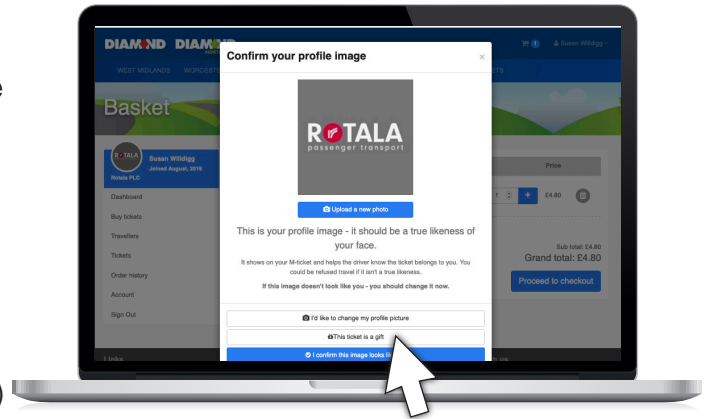 e
DIAMOND DIAM
Confirm your profile image ×
1 Susan Willdigg
WEST MIDLANDS WORCESTE
ETS
Basket
ROTALA
passenger transport
ROTALA
Susan Willdigg
Joined August, 2019
Rotala PLC
Price
1 + £4.80
Dashboard
Buy tickets
Travellers
Tickets
Order history
Account
Sign Out
Upload a new photo
This is your profile image - it should be a true likeness of
your face.
It shows on your M-ticket and helps the driver know the ticket belongs to you. You
could be refused travel if it isn't a true likeness.
If this image doesn't look like you - you should change it now.
Sub total: £4.80
Grand total: £4.80
Proceed to checkout
I'd like to change my profile picture
This ticket is a gift
I confirm this image looks li
Links
h us
)